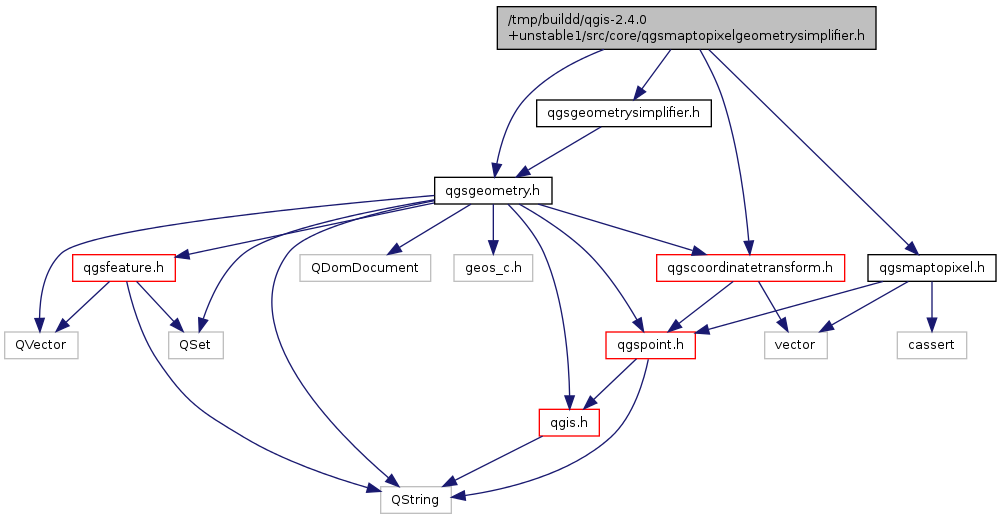 /tmp/buildd/qgis-2.4.0
+unstable1/src/core/qgsmaptopixelgeometrysimplifier.h
qgsgeometrysimplifier.h
qgsgeometry.h
qgsfeature.h
QDomDocument
geos_c.h
qgscoordinatetransform.h
qgsmaptopixel.h
QVector
QSet
qgspoint.h
vector
cassert
qgis.h
QString